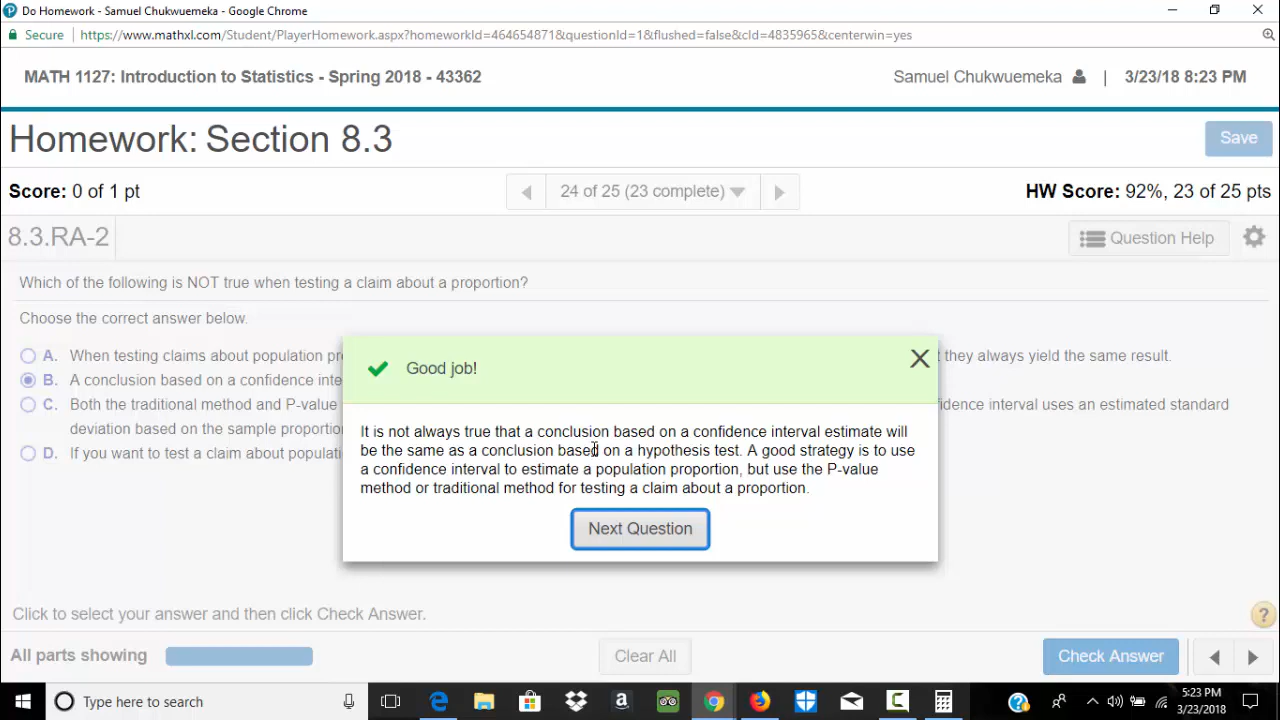 Do Homework - Samuel Chukwuemeka - Google Chrome
Secure https://www.mathxl.com/Student/PlayerHomework.aspx?homeworkId=464654871&questionId=1&flushed=false&cId=4835965&centerwin=yes
MATH 1127: Introduction to Statistics - Spring 2018 - 43362 Samuel Chukwuemeka | 3/23/18 8:23 PM
Homework: Section 8.3 Save
Score: 0 of 1 pt 24 of 25 (23 complete) HW Score: 92%, 23 of 25 pts
8.3.RA-2 Question Help
Which of the following is NOT true when testing a claim about a proportion?
Choose the correct answer below.
A. When testing claims about population pr they always yield the same result.
B. A conclusion based on a confidence inte
C. Both the traditional method and P-value idence interval uses an estimated standard
deviation based on the sample proportio
D. If you want to test a claim about populati
Good job!
It is not always true that a conclusion based on a confidence interval estimate will
be the same as a conclusion based on a hypothesis test. A good strategy is to use
a confidence interval to estimate a population proportion, but use the P-value
method or traditional method for testing a claim about a proportion.
Next Question
Click to select your answer and then click Check Answer. ?
All parts showing Clear All Check Answer
Type here to search 5:23 PM
3/23/2018